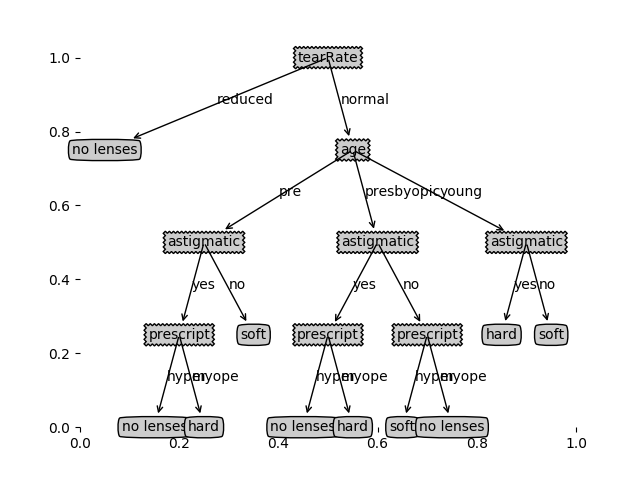 1.0
tearRate
reduced
normal
0.8
no lenses
age
pre
presbyopic
young
0.6
astigmatic
astigmatic
astigmatic
0.4
yes
no
yes
no
yes
no
prescript
soft
prescript
prescript
hard
soft
0.2
hyper
myope
hyper
myope
hyper
myope
0.0
no lenses
hard
no lenses
hard
soft
no lenses
0.0 0.2 0.4 0.6 0.8 1.0